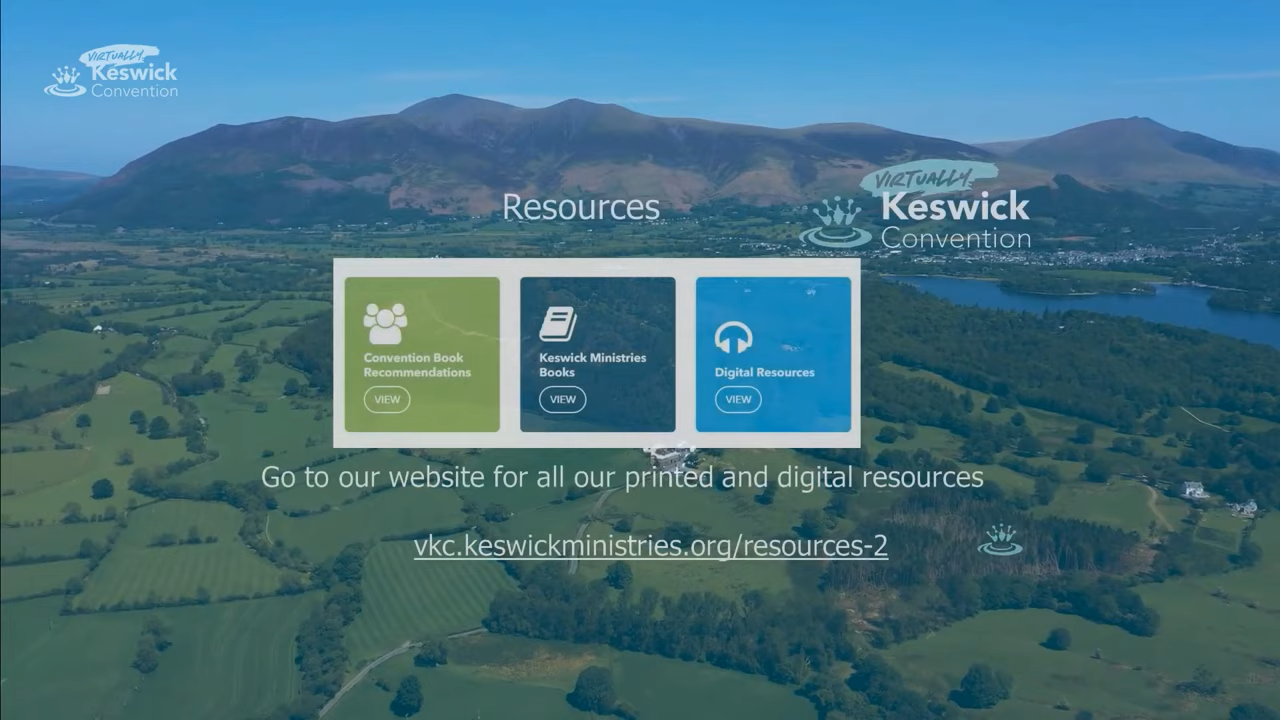 VIRTUALLY
Keswick
Convention
Resources
VIRTUALLY
Keswick
Convention
Convention Book
Recommendations
VIEW
Keswick Ministries
Books
VIEW
Digital Resources
VIEW
Go to our website for all our printed and digital resources
vkc.keswickministries.org/resources-2